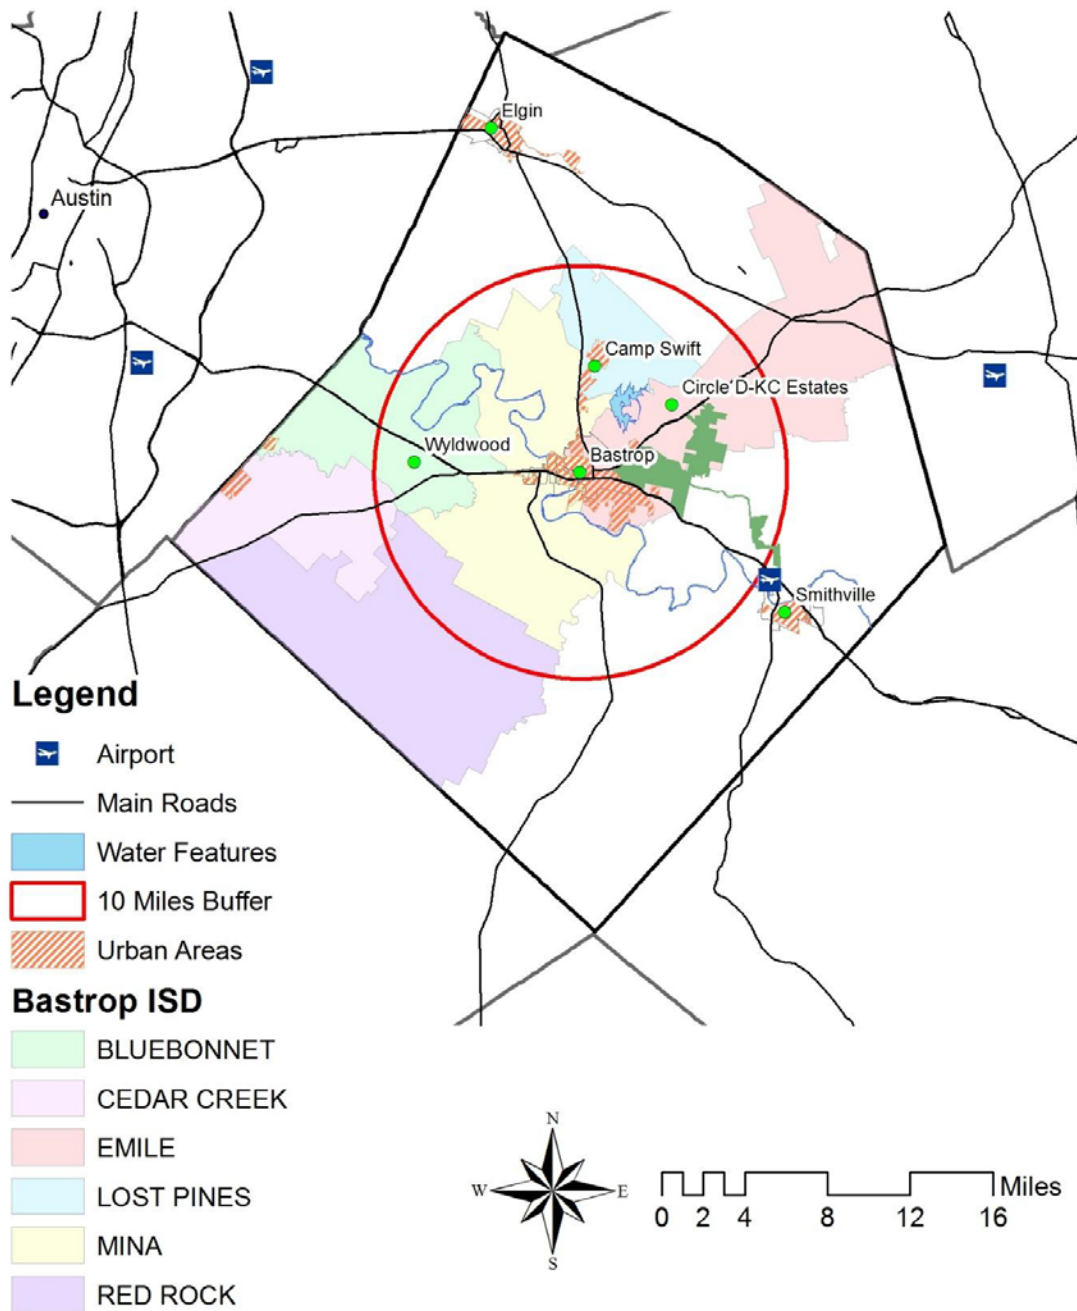 Elgin
Austin
Camp Swift
Circle D-KC Estates
Wyldwood
Bastrop
Smithville
Legend
Airport
Main Roads
Water Features
10 Miles Buffer
Urban Areas
Bastrop ISD
BLUEBONNET
CEDAR CREEK
EMILE
LOST PINES
MINA
RED ROCK
N
W E
S
Miles
0 2 4 8 12 16